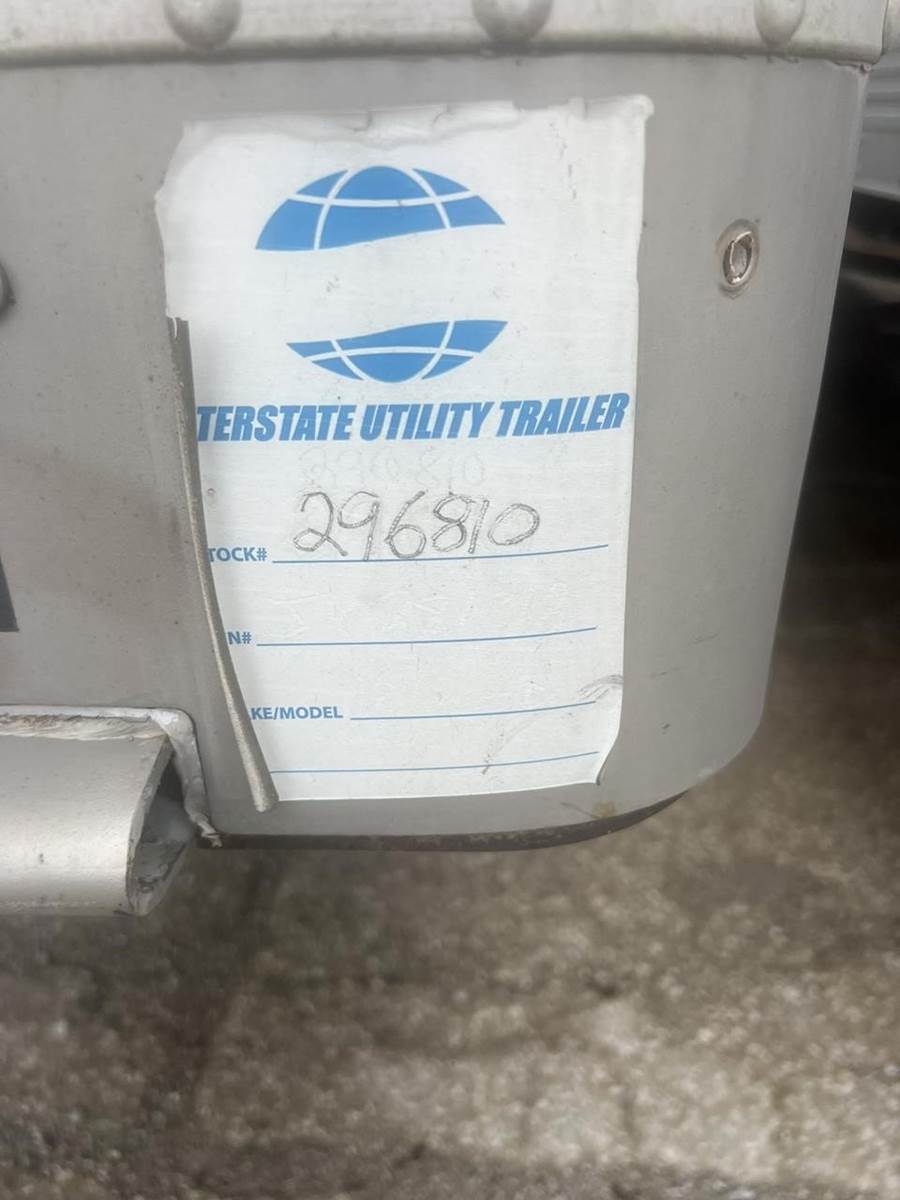 TERSTATE UTILITY TRAILER
296810
TOCK#
N#
KE/MODEL